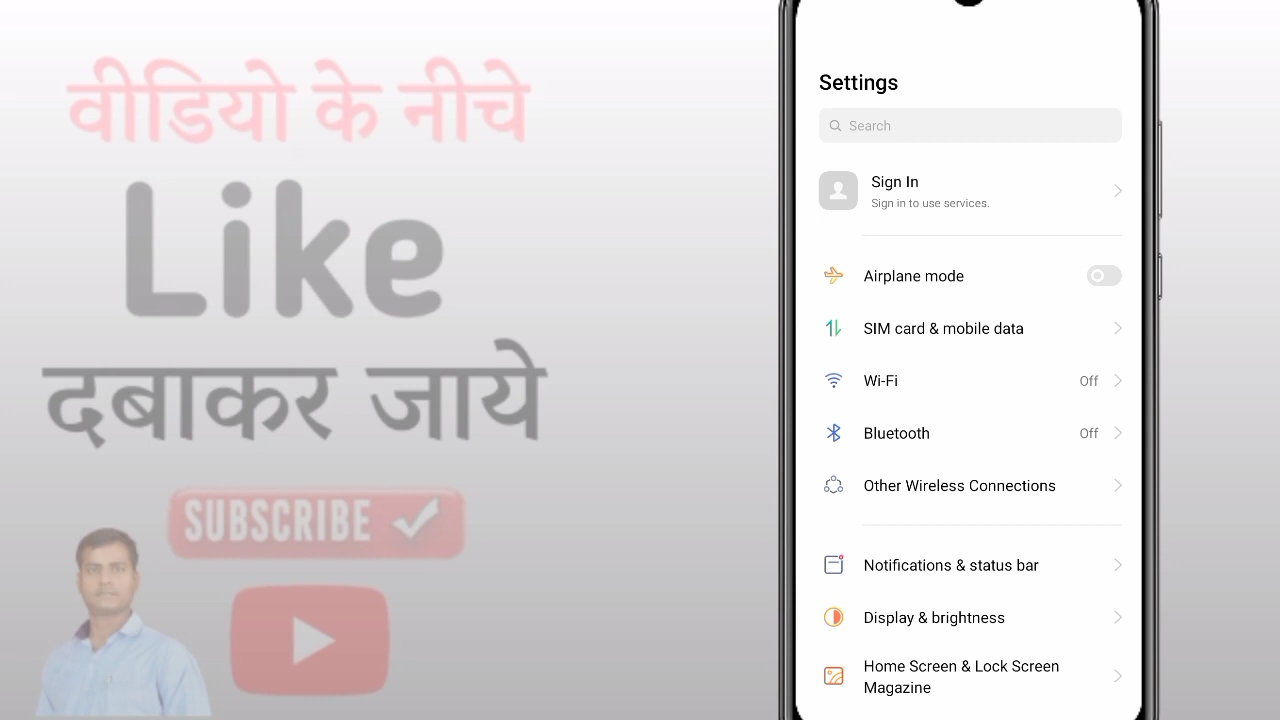 वीडियो के नीचे
Like
दबाकर जाये
SUBSCRIBE
Settings
Search
Sign In
Sign in to use services.
Airplane mode
SIM card & mobile data
Wi-Fi Off
Bluetooth Off
Other Wireless Connections
Notifications & status bar
Display & brightness
Home Screen & Lock Screen
Magazine